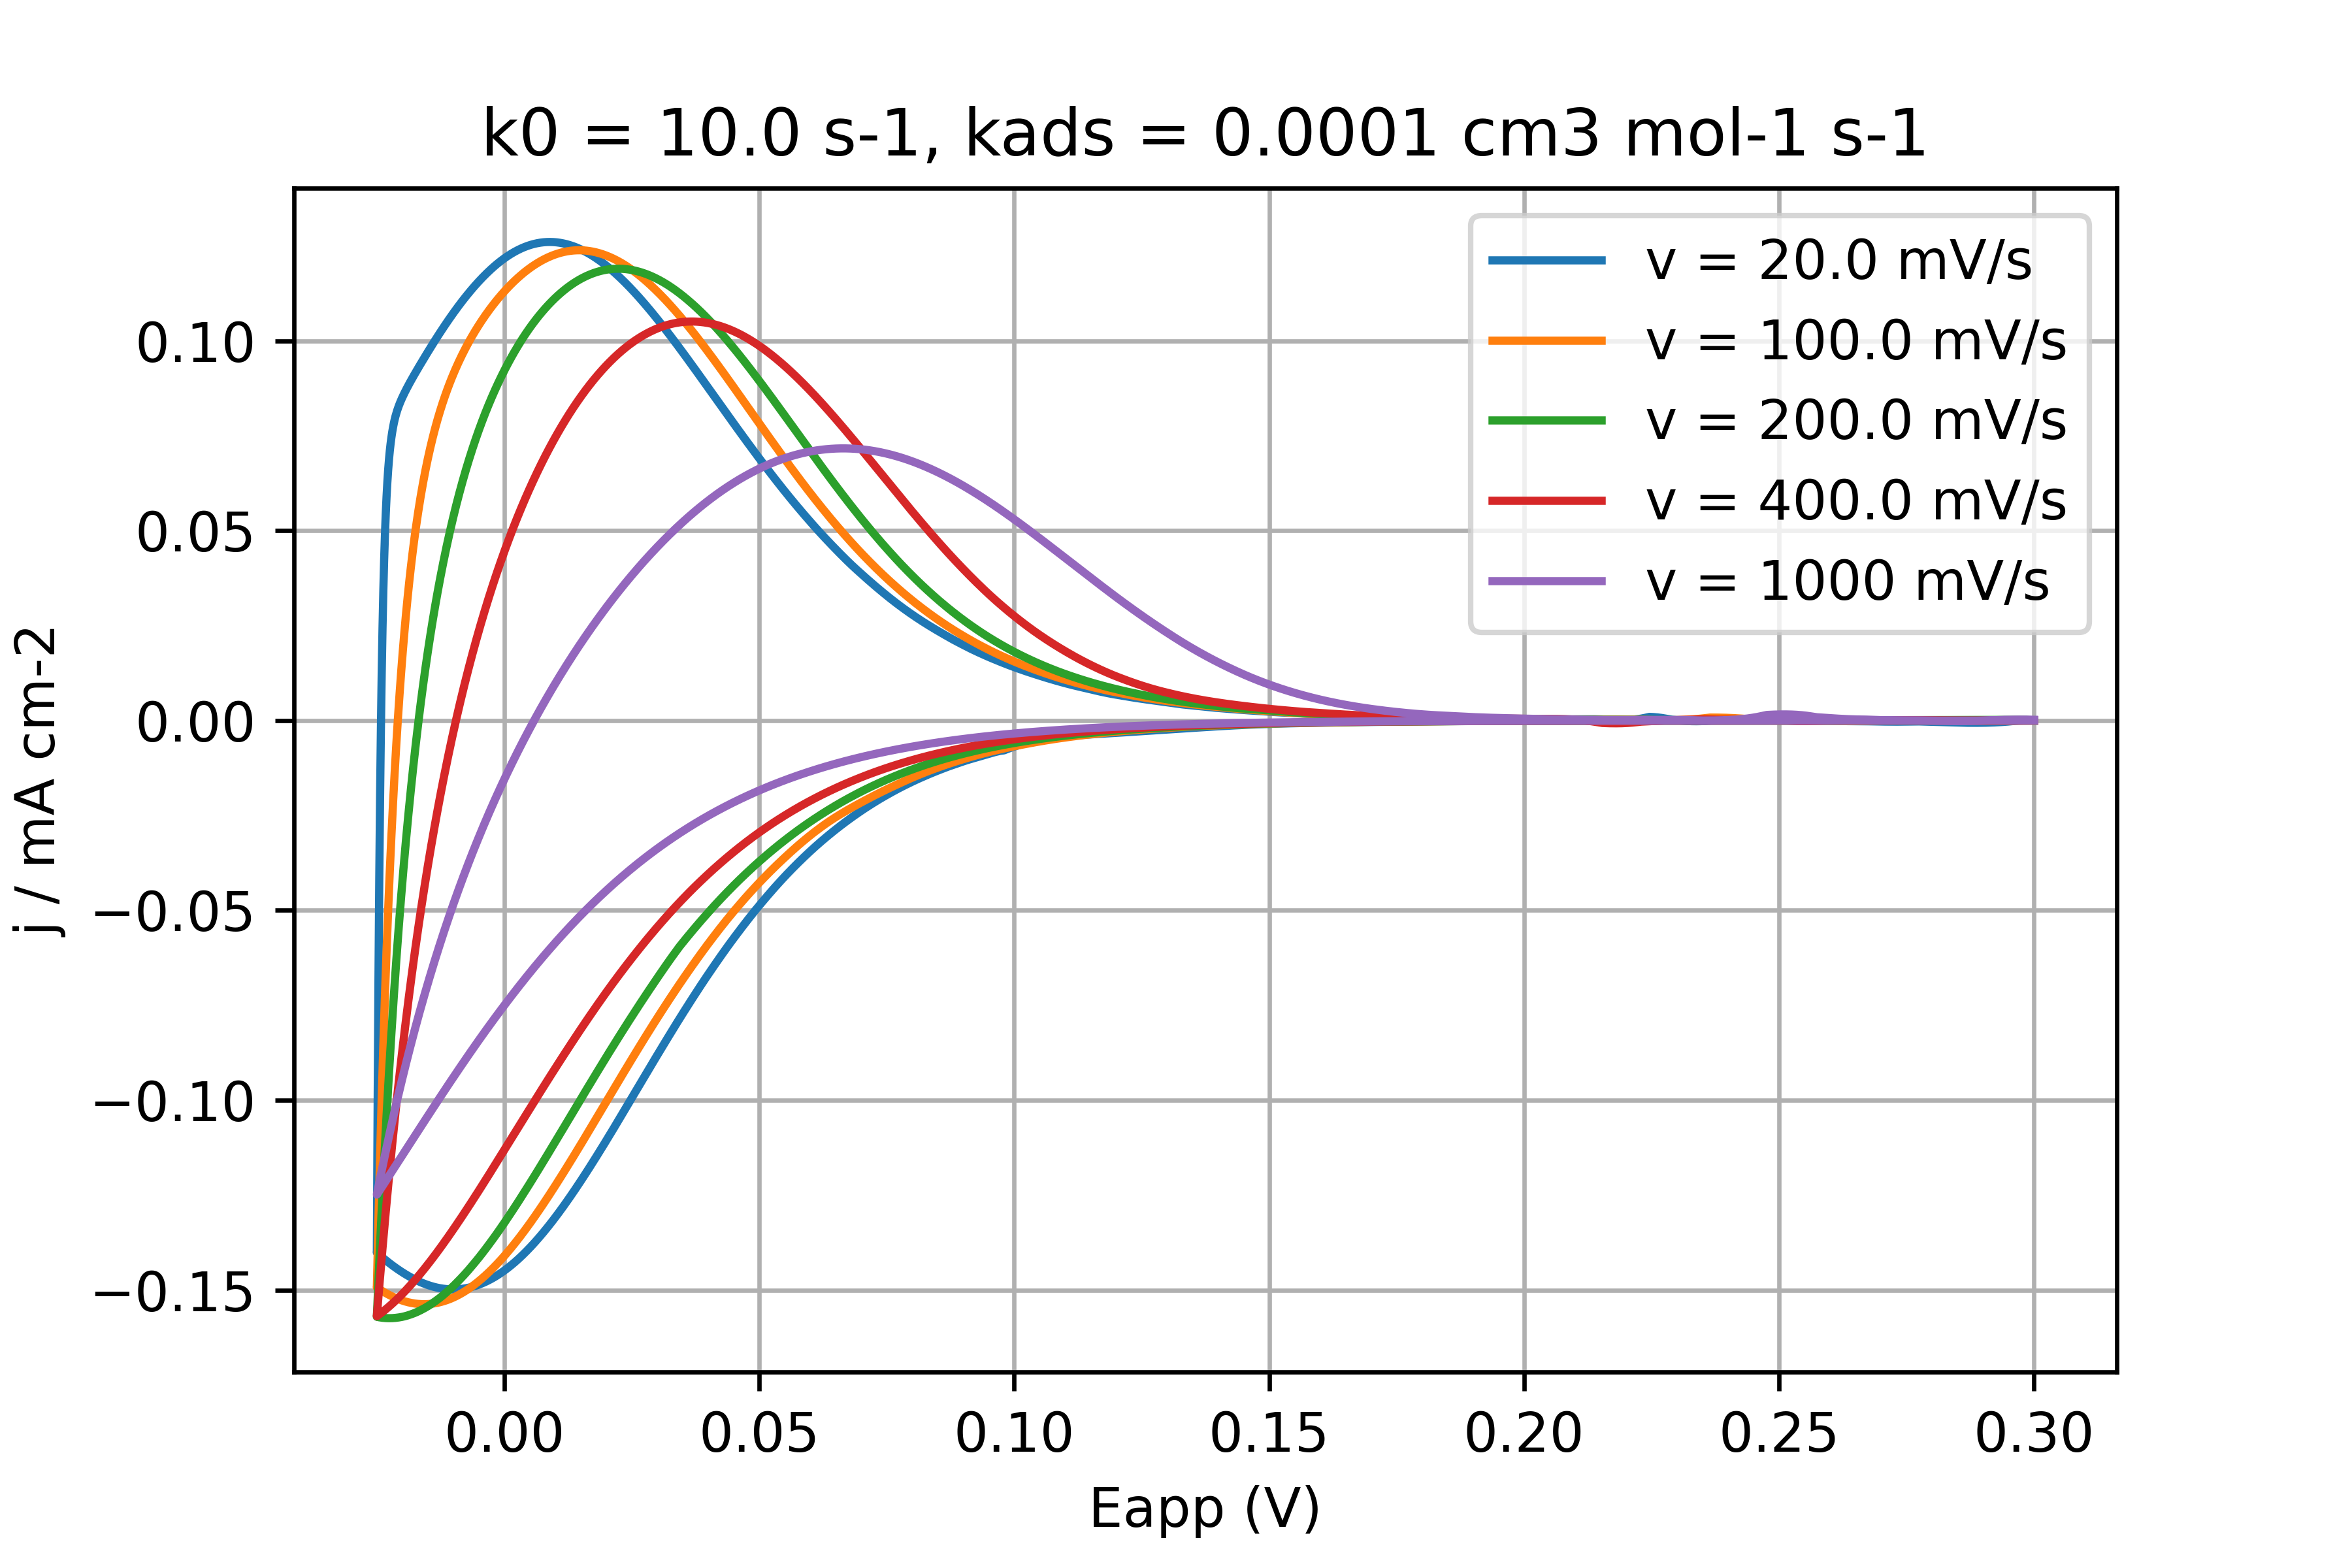 k0 = 10.0 s-1, kads = 0.0001 cm3 mol-1 s-1
v = 20.0 mV/s
v = 100.0 mV/s
v = 200.0 mV/s
v = 400.0 mV/s
v = 1000 mV/s
j / mA cm-2
0.10
0.05
0.00
−0.05
−0.10
−0.15
0.00 0.05 0.10 0.15 0.20 0.25 0.30
Eapp (V)